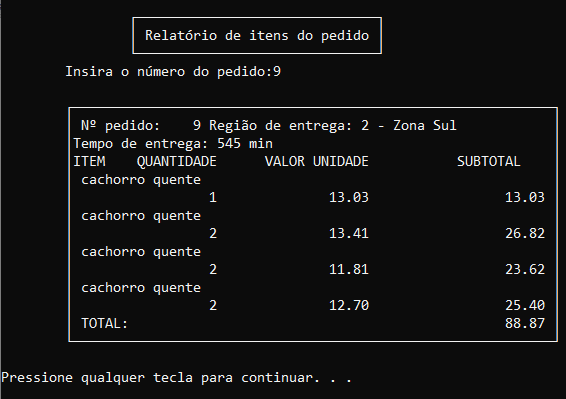 Relatório de itens do pedido
Insira o número do pedido:9
Nº pedido: 9 Região de entrega: 2 - Zona Sul
Tempo de entrega: 545 min
ITEM QUANTIDADE VALOR UNIDADE SUBTOTAL
cachorro quente
1 13.03 13.03
cachorro quente
2 13.41 26.82
cachorro quente
2 11.81 23.62
cachorro quente
2 12.70 25.40
TOTAL: 88.87
Pressione qualquer tecla para continuar. . .